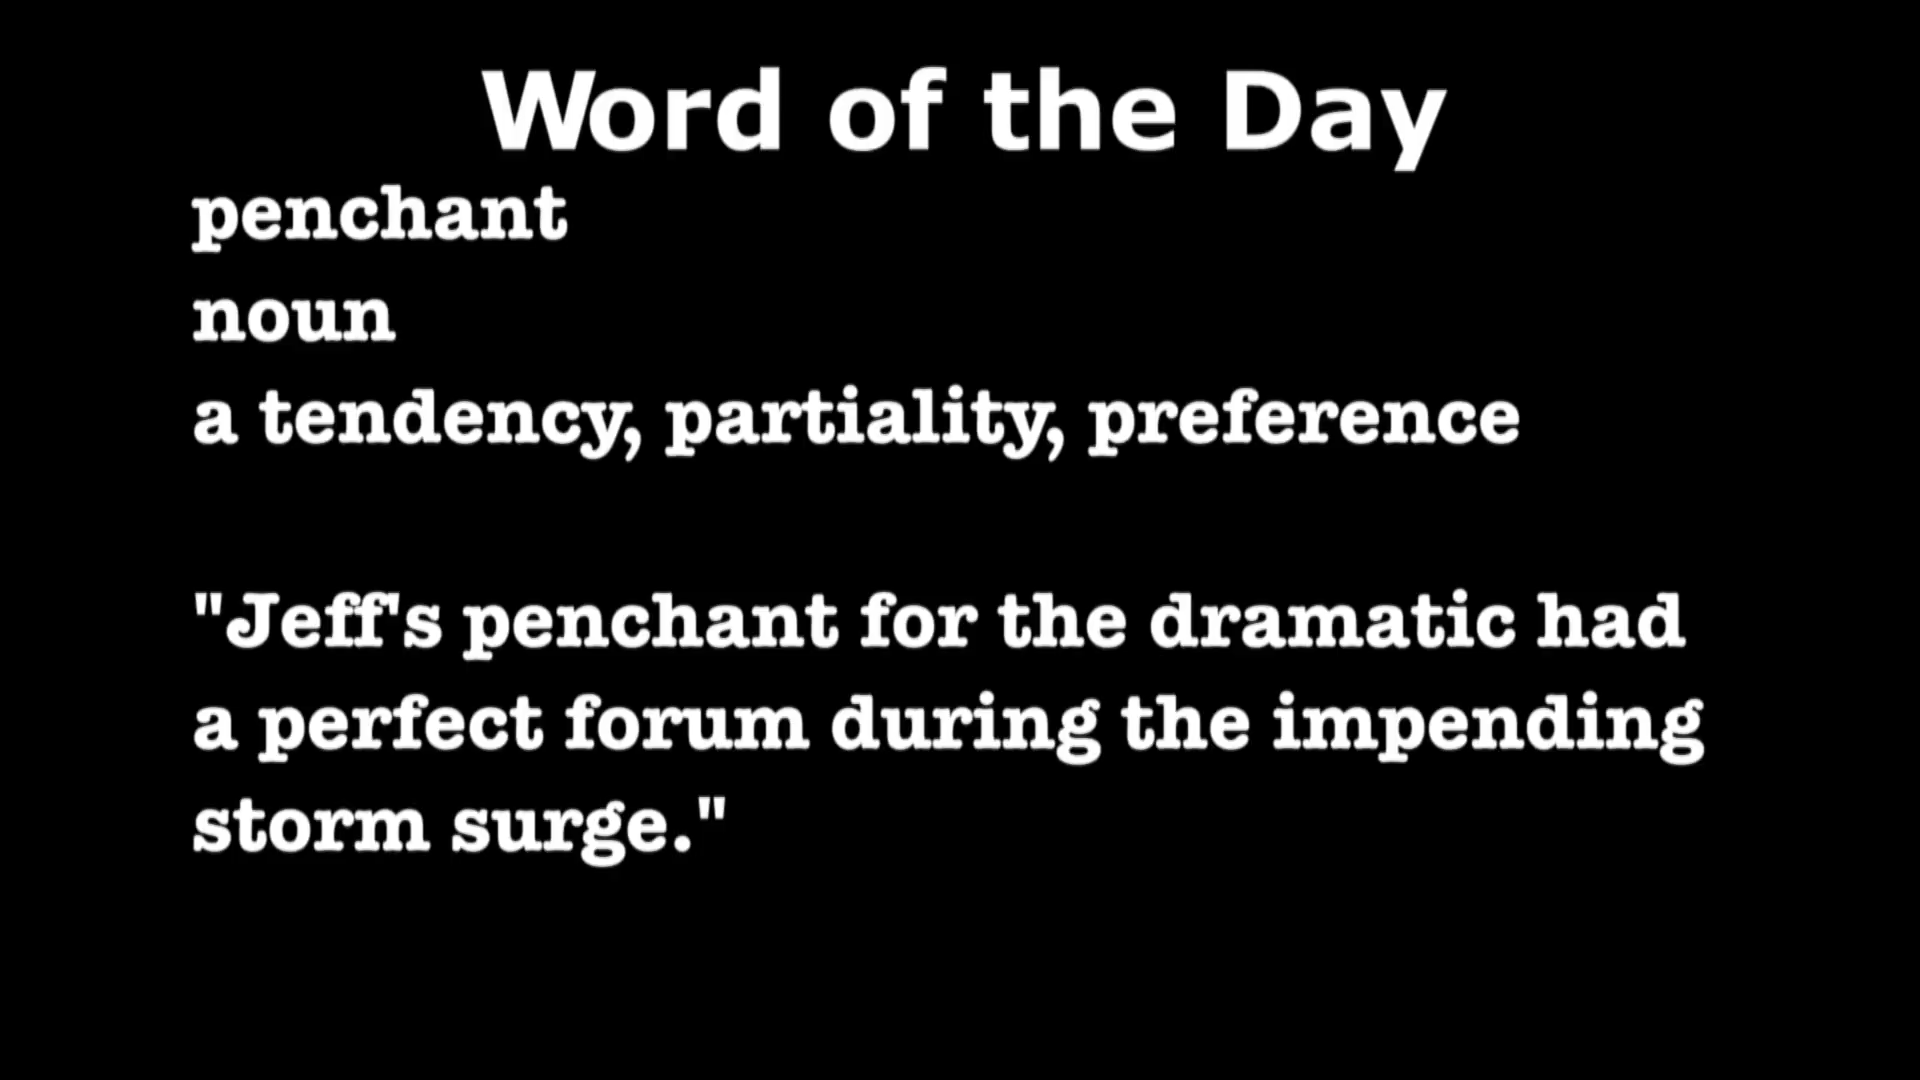 Word of the Day
penchant
noun
a tendency, partiality, preference
"Jeff's penchant for the dramatic had
a perfect forum during the impending
storm surge."